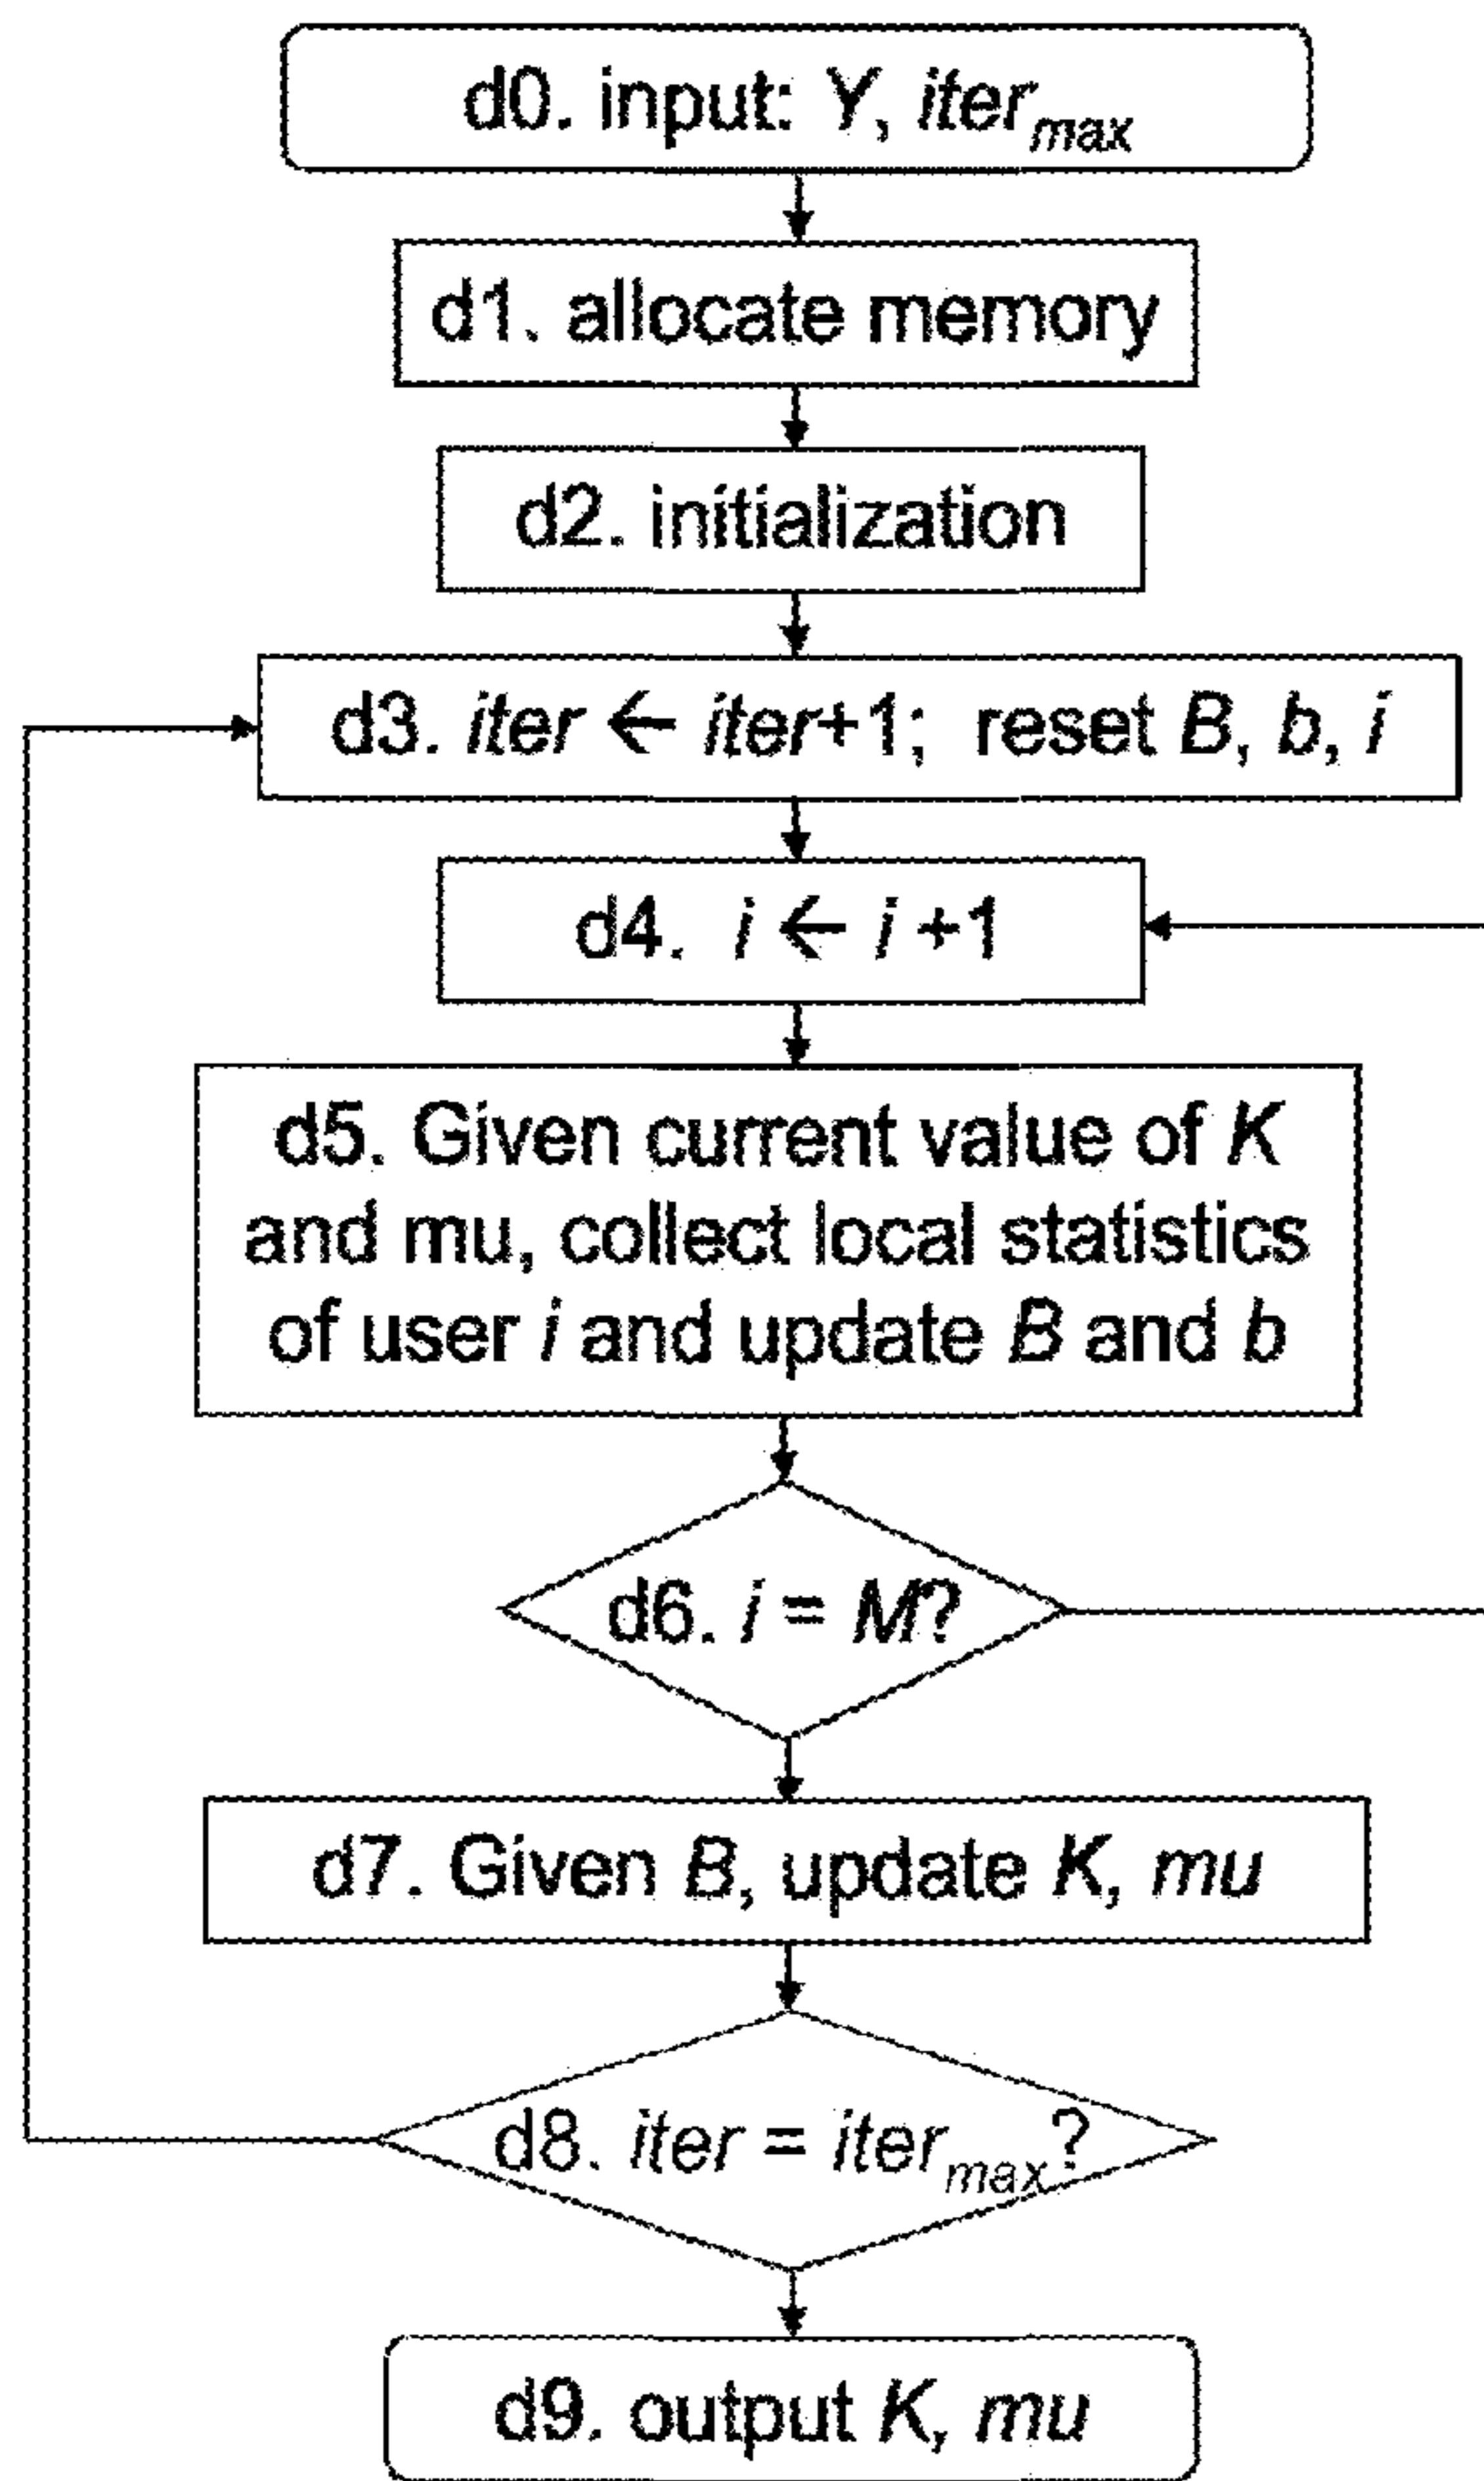 d0. input: Y, iter_max
d1. allocate memory
d2. initialization
d3. iter ← iter+1; reset B, b, i
d4. i ← i +1
d5. Given current value of K
and mu, collect local statistics
of user i and update B and b
d6. i = M?
d7. Given B, update K, mu
d8. iter = iter_max?
d9. output K, mu